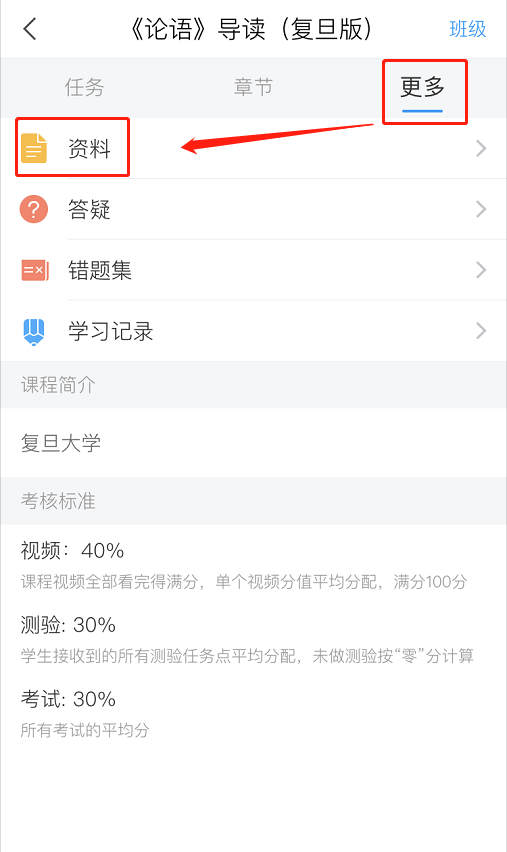 《论语》导读（复旦版）
班级
任务
章节
更多
资料
答疑
错题集
学习记录
课程简介
复旦大学
考核标准
视频：40%
课程视频全部看完得满分，单个视频分值平均分配，满分100分
测验: 30%
学生接收到的所有测验任务点平均分配，未做测验按“零”分计算
考试: 30%
所有考试的平均分